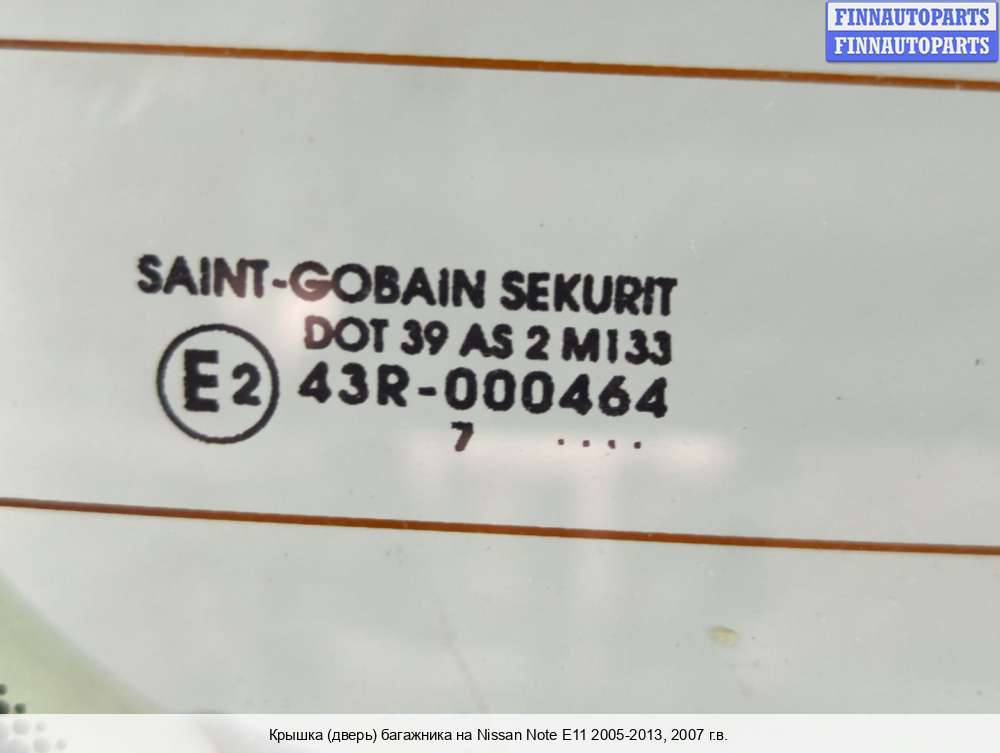 FINNAUTOPARTS
FINNAUTOPARTS
SAINT-GOBAIN SEKURIT
DOT 39 AS 2 M133
E2 43R-000464
7 ....
Крышка (дверь) багажника на Nissan Note E11 2005-2013, 2007 г.в.